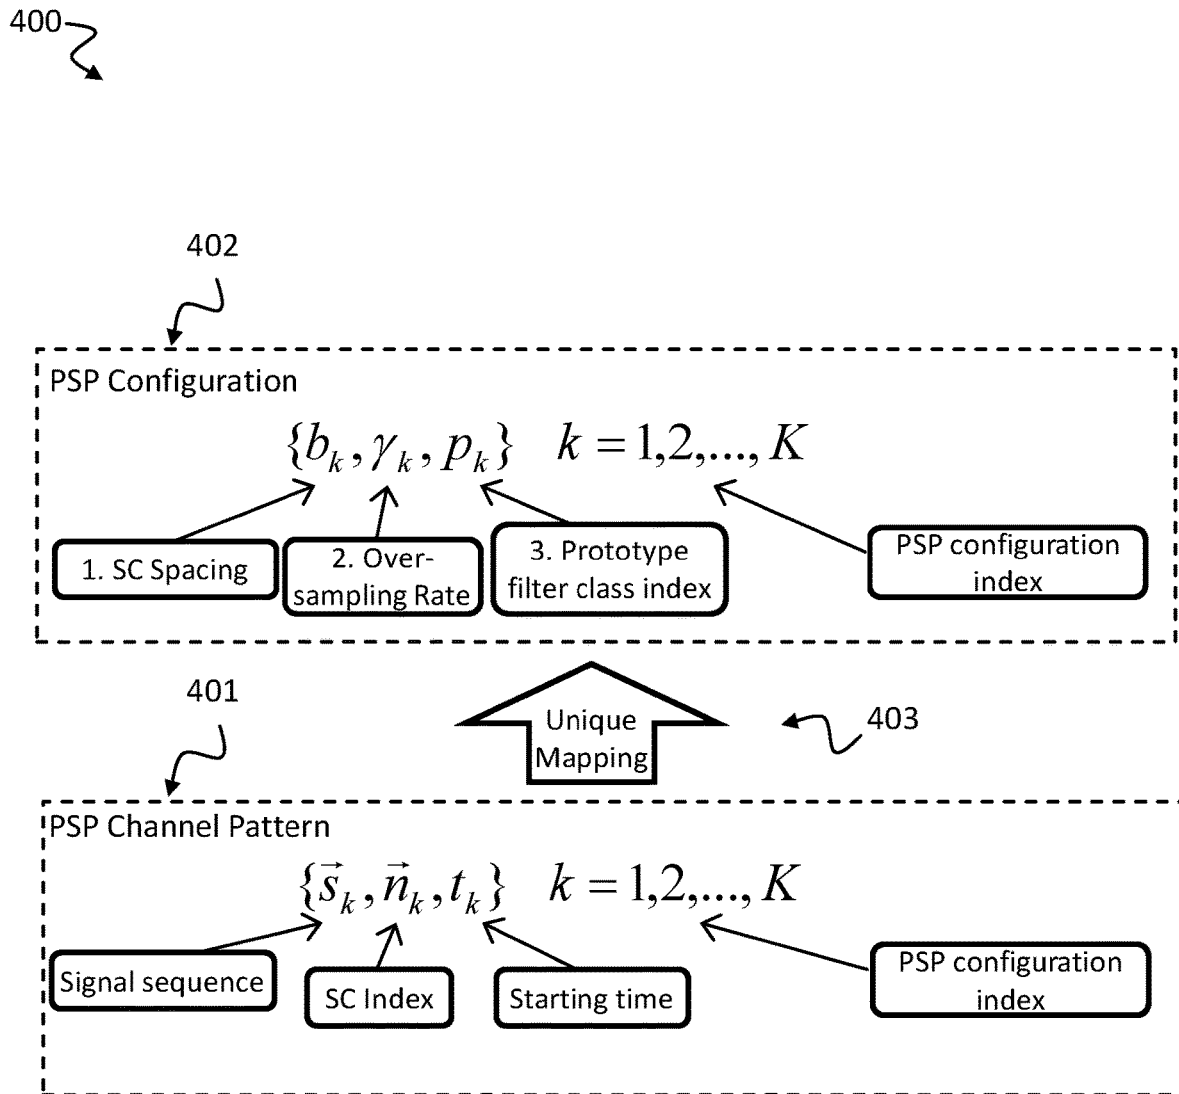 400
402
PSP Configuration
{b_k, γ_k, p_k}   k = 1,2,..., K
1. SC Spacing
2. Over-
sampling Rate
3. Prototype
filter class index
PSP configuration
index
401
Unique
Mapping
403
PSP Channel Pattern
{s⃗_k, n⃗_k, t_k}   k = 1,2,..., K
Signal sequence
SC Index
Starting time
PSP configuration
index